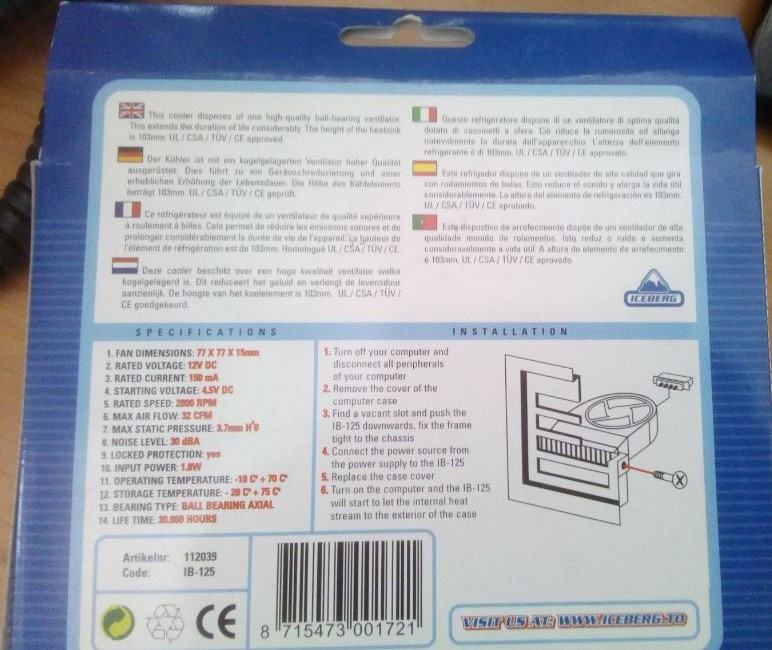 This cooler disposes of one high-quality ball-bearing ventilator.
This extends the duration of life considerably. The height of the heatsink
is 103mm. UL / CSA / TÜV / CE approved.
Der Kühler ist mit ein kogelgelagerten Ventilator hoher Qualität
ausgerüstet. Dies führt zu ein Geräuschreduzierung und einer
erheblichen Erhöhung der Lebensdauer. Die Höhe des Kühlelements
beträgt 103mm. UL / CSA / TÜV / CE geprüft.
Ce réfrigérateur est équipé de un ventilateur de qualité supérieure
à roulement à billes. Cela permet de réduire les émissions sonores et de
prolonger considérablement la durée de vie de l'appareil. La hauteur de
l'élément de réfrigération est de 103mm. Homologué UL / CSA / TÜV / CE.
Deze cooler beschikt over een hoge kwaliteit ventilator welke
kogelgelagerd is. Dit reduceert het geluid en verlengt de levensduur
aanzienlijk. De hoogte van het koelelement is 103mm. UL / CSA / TÜV /
CE goedgekeurd.
Questo refrigeratore dispone di un ventilatore di optima qualità
dotato di cuscinetti a sfera. Ciò riduce la rumorosità ed allunga
notevolmente la durata dell'apparecchio. L'altezza dell'elemento
refrigerante è di 103mm. UL / CSA / TÜV / CE approvato.
Este refrigador dispone de un ventilador de alta calidad que gira
con rodamientos de bolas. Esto reduce el sonido y alarga la vida útil
considerablemente. La altura del elemento de refrigeración es 103mm.
UL / CSA / TÜV / CE aprobado.
Este dispositivo de arrefecimento dispõe de um ventilador de alta
qualidade munido de rolamentos. Isto reduz o ruído e aumenta
consideravelmente a vida útil. A altura do elemento de arrefecimento
é 103mm. UL / CSA / TÜV / CE aprovado.
ICEBERG
SPECIFICATIONS
1. FAN DIMENSIONS: 77 X 77 X 15mm
2. RATED VOLTAGE: 12V DC
3. RATED CURRENT: 150 mA
4. STARTING VOLTAGE: 4.5V DC
5. RATED SPEED: 2800 RPM
6. MAX AIR FLOW: 32 CFM
7. MAX STATIC PRESSURE: 3.7mm H²0
8. NOISE LEVEL: 30 dBA
9. LOCKED PROTECTION: yes
10. INPUT POWER: 1.8W
11. OPERATING TEMPERATURE: -10 C° + 70 C°
12. STORAGE TEMPERATURE: - 20 C° + 75 C°
13. BEARING TYPE: BALL BEARING AXIAL
14. LIFE TIME: 30.000 HOURS
INSTALLATION
1. Turn off your computer and
disconnect all peripherals
of your computer
2. Remove the cover of the
computer case
3. Find a vacant slot and push the
IB-125 downwards, fix the frame
tight to the chassis
4. Connect the power source from
the power supply to the IB-125
5. Replace the case cover
6. Turn on the computer and the IB-125
will start to let the internal heat
stream to the exterior of the case
Artikelnr: 112039
Code: IB-125
CE
8 715473 001721
VISIT US AT: WWW.ICEBERG.TO